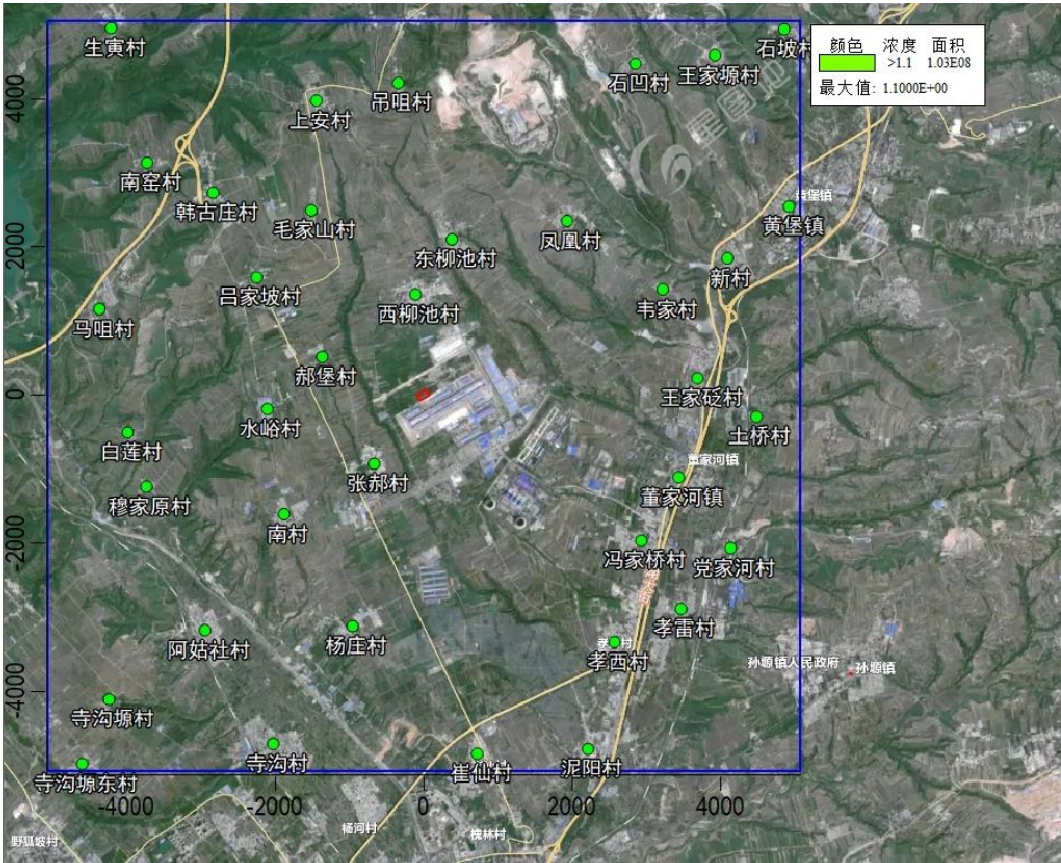 生寅村
石坡村
颜色 浓度 面积
>1.1 1.03E08
最大值: 1.1000E+00
王家塬村
石凹村
吊咀村
4000
上安村
南窑村
韩古庄村
黄堡镇
黄堡镇
毛家山村
凤凰村
东柳池村
2000
新村
吕家坡村
韦家村
西柳池村
马咀村
郝堡村
0
王家砭村
水峪村
土桥村
白莲村
董家河镇
张郝村
董家河镇
穆家原村
南村
-2000
冯家桥村
党家河村
孝雷村
杨庄村
阿姑社村
孝西村
孙塬镇人民政府
孙塬镇
-4000
寺沟塬村
寺沟村
崔仙村
泥阳村
寺沟塬东村
-4000
-2000
0
2000
4000
野狐坡村
杨河村
槐林村